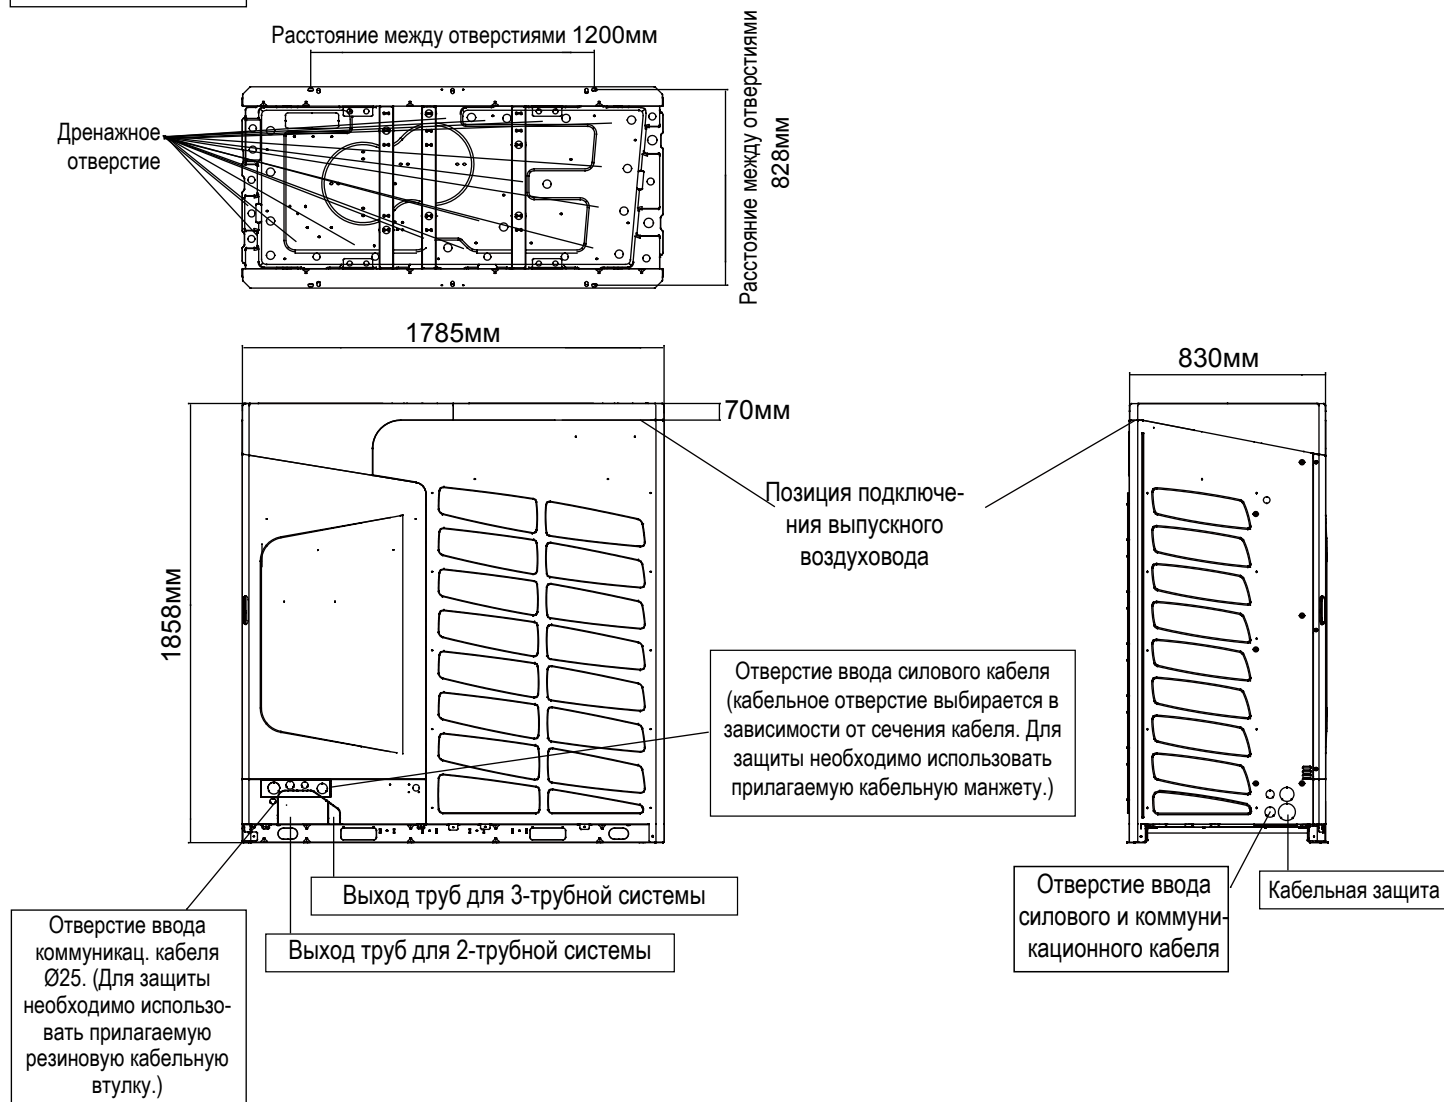 Расстояние между отверстиями 1200мм
Расстояние между отверстиями
828мм
Дренажное
отверстие
1785мм
830мм
70мм
1858мм
Позиция подключе-
ния выпускного
воздуховода
Отверстие ввода силового кабеля
(кабельное отверстие выбирается в
зависимости от сечения кабеля. Для
защиты необходимо использовать
прилагаемую кабельную манжету.)
Выход труб для 3-трубной системы
Выход труб для 2-трубной системы
Отверстие ввода
коммуникац. кабеля
Ø25. (Для защиты
необходимо использо-
вать прилагаемую
резиновую кабельную
втулку.)
Отверстие ввода
силового и коммуни-
кационного кабеля
Кабельная защита